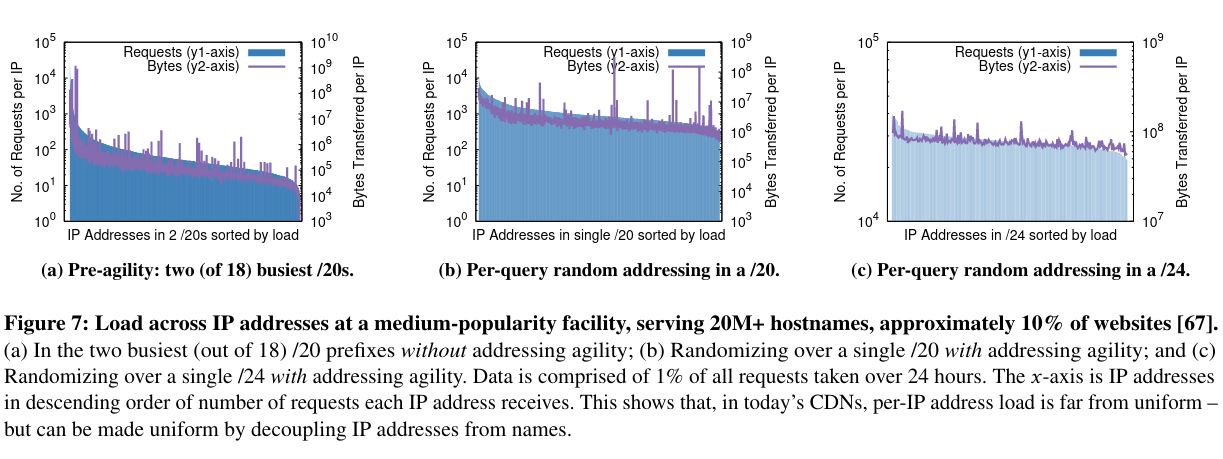 Requests (y1-axis)
Bytes (y2-axis)
No. of Requests per IP
10^5
10^4
10^3
10^2
10^1
10^0
10^10
10^9
10^8
10^7
10^6
10^5
10^4
10^3
Bytes Transferred per IP
IP Addresses in 2 /20s sorted by load
(a) Pre-agility: two (of 18) busiest /20s.
Requests (y1-axis)
Bytes (y2-axis)
No. of Requests per IP
10^5
10^4
10^3
10^2
10^1
10^0
10^9
10^8
10^7
10^6
10^5
10^4
10^3
Bytes Transferred per IP
IP Addresses in single /20 sorted by load
(b) Per-query random addressing in a /20.
Requests (y1-axis)
Bytes (y2-axis)
No. of Requests per IP
10^5
10^4
10^9
10^8
10^7
Bytes Transferred per IP
IP Addresses in /24 sorted by load
(c) Per-query random addressing in a /24.
Figure 7: Load across IP addresses at a medium-popularity facility, serving 20M+ hostnames, approximately 10% of websites [67].
(a) In the two busiest (out of 18) /20 prefixes without addressing agility; (b) Randomizing over a single /20 with addressing agility; and (c)
Randomizing over a single /24 with addressing agility. Data is comprised of 1% of all requests taken over 24 hours. The x-axis is IP addresses
in descending order of number of requests each IP address receives. This shows that, in today's CDNs, per-IP address load is far from uniform –
but can be made uniform by decoupling IP addresses from names.